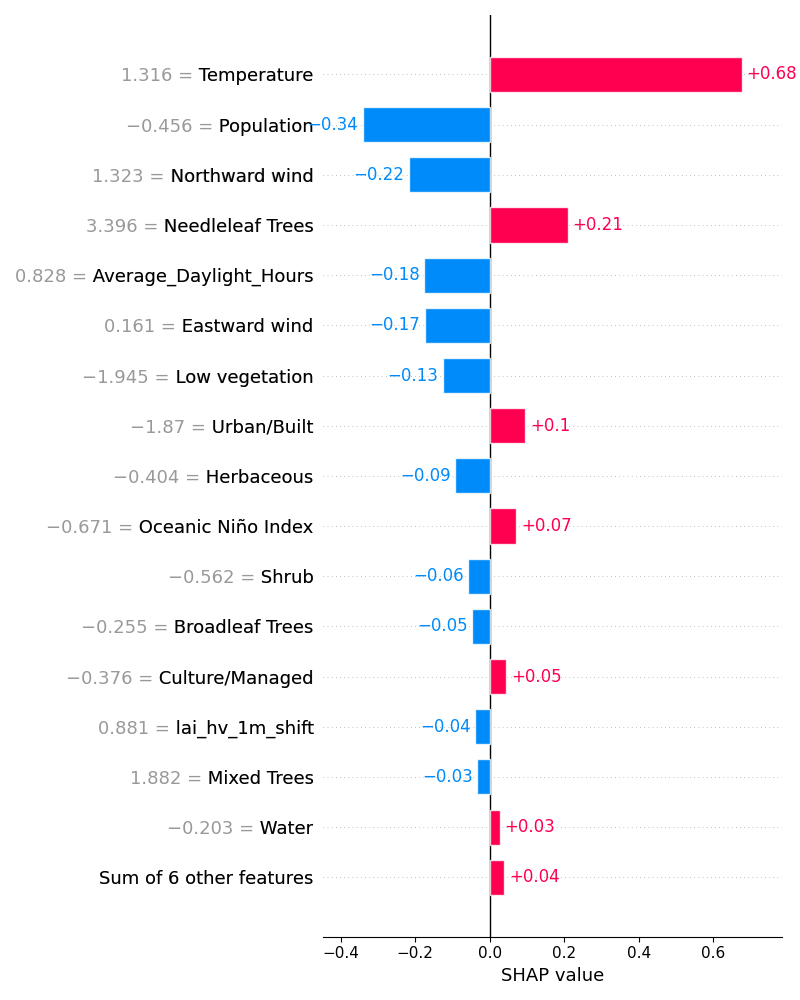 1.316 = Temperature +0.68
−0.456 = Population −0.34
1.323 = Northward wind −0.22
3.396 = Needleleaf Trees +0.21
0.828 = Average_Daylight_Hours −0.18
0.161 = Eastward wind −0.17
−1.945 = Low vegetation −0.13
−1.87 = Urban/Built +0.1
−0.404 = Herbaceous −0.09
−0.671 = Oceanic Niño Index +0.07
−0.562 = Shrub −0.06
−0.255 = Broadleaf Trees −0.05
−0.376 = Culture/Managed +0.05
0.881 = lai_hv_1m_shift −0.04
1.882 = Mixed Trees −0.03
−0.203 = Water +0.03
Sum of 6 other features +0.04
−0.4 −0.2 0.0 0.2 0.4 0.6
SHAP value